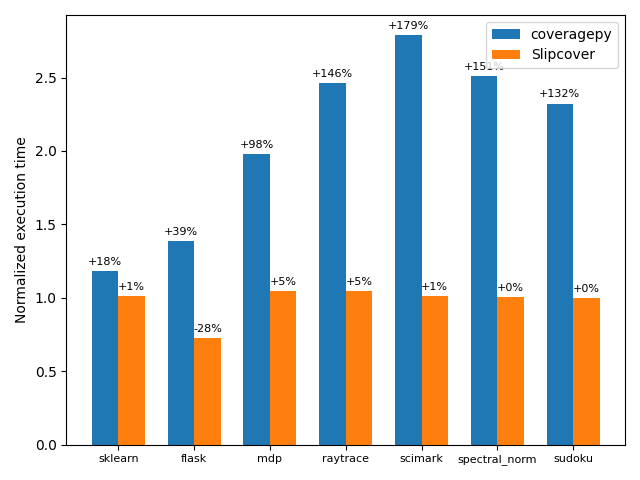 coveragepy
Slipcover
+179%
+146%
+151%
+132%
+98%
+39%
+18%
+1%
-28%
+5%
+5%
+1%
+0%
+0%
Normalized execution time
2.5
2.0
1.5
1.0
0.5
0.0
sklearn
flask
mdp
raytrace
scimark
spectral_norm
sudoku